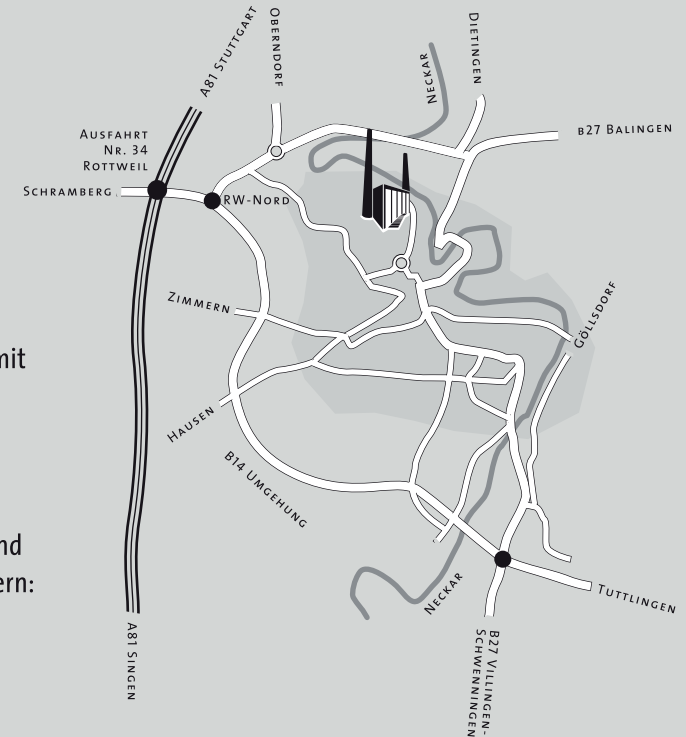 A81 STUTTGART
OBERNDORF
NECKAR
DIETINGEN
B27 BALINGEN
AUSFAHRT
NR. 34
ROTTWEIL
SCHRAMBERG
RW-NORD
ZIMMERN
GÖLLSDORF
mit
HAUSEN
B14 UMGEHUNG
nd
ern:
NECKAR
TUTTLINGEN
A81 SINGEN
B27 VILLINGEN-
SCHWENNINGEN